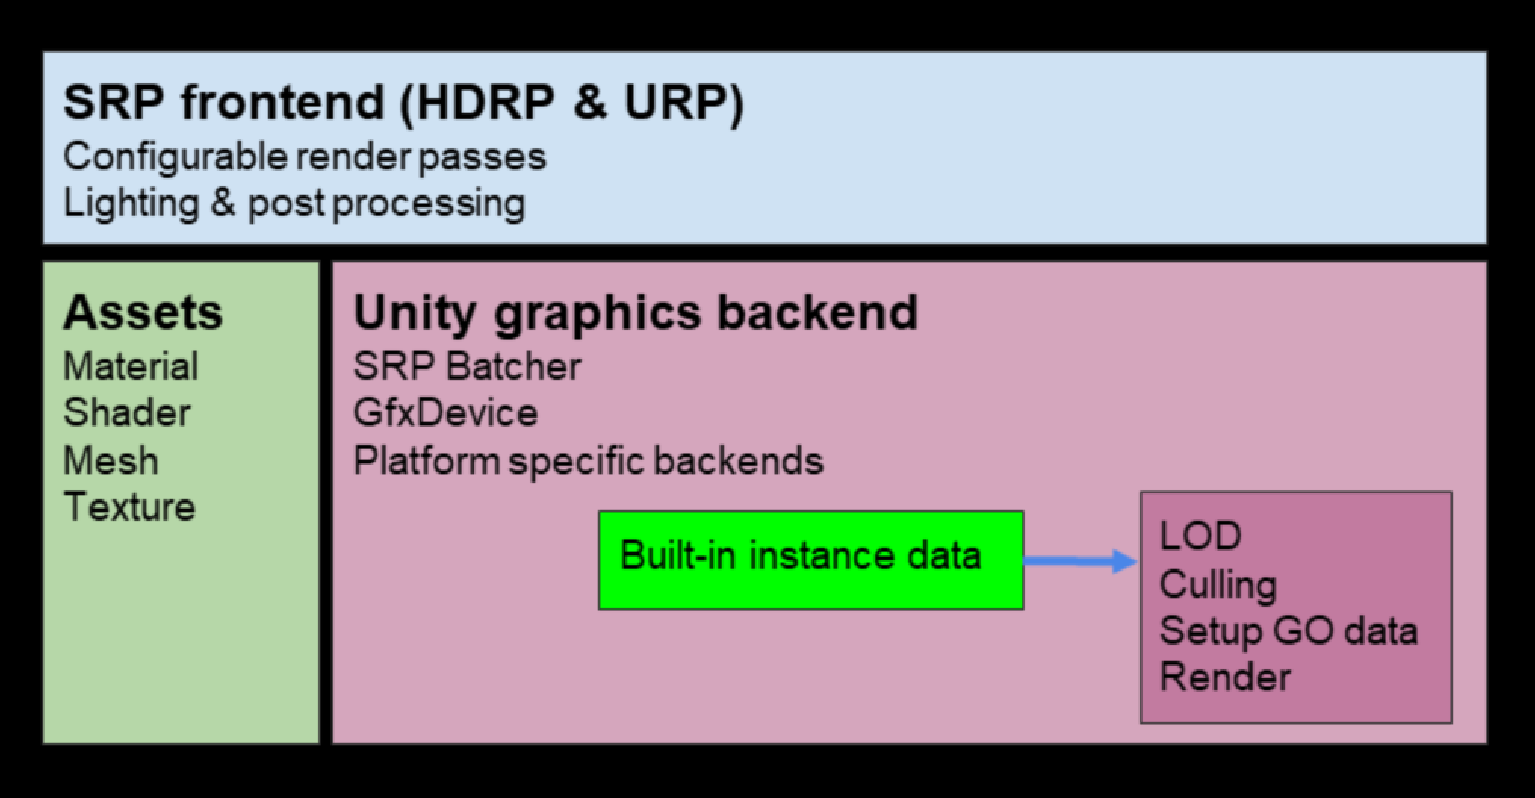 SRP frontend (HDRP & URP)
Configurable render passes
Lighting & post processing
Assets
Material
Shader
Mesh
Texture
Unity graphics backend
SRP Batcher
GfxDevice
Platform specific backends
Built-in instance data
LOD
Culling
Setup GO data
Render